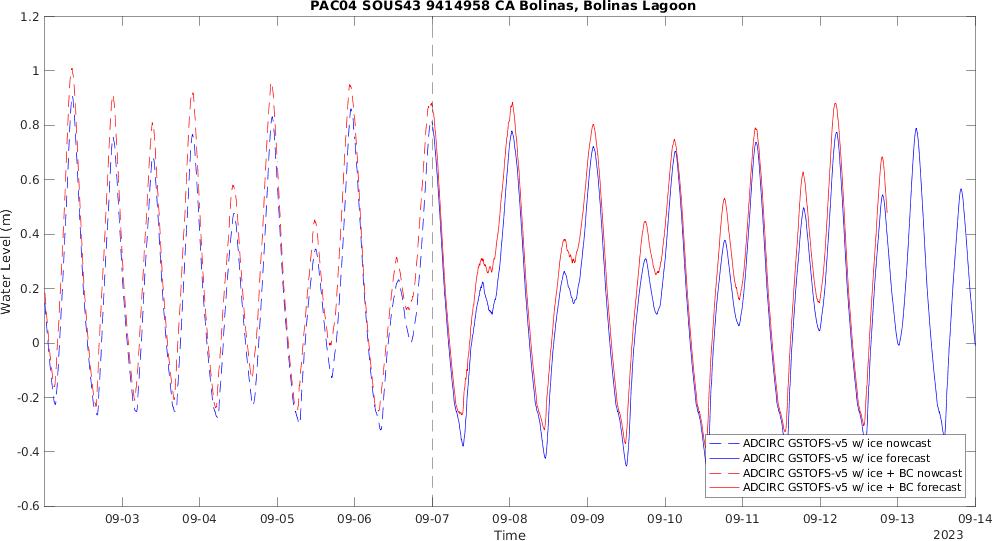 PAC04 SOUS43 9414958 CA Bolinas, Bolinas Lagoon
1.2
1
0.8
0.6
0.4
0.2
0
-0.2
-0.4
-0.6
Water Level (m)
ADCIRC GSTOFS-v5 w/ ice nowcast
ADCIRC GSTOFS-v5 w/ ice forecast
ADCIRC GSTOFS-v5 w/ ice + BC nowcast
ADCIRC GSTOFS-v5 w/ ice + BC forecast
09-03 09-04 09-05 09-06 09-07 09-08 09-09 09-10 09-11 09-12 09-13 09-14
Time
2023